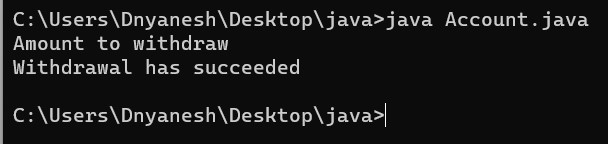 C:\Users\Dnyanesh\Desktop\java>java Account.java
Amount to withdraw
Withdrawal has succeeded
C:\Users\Dnyanesh\Desktop\java>